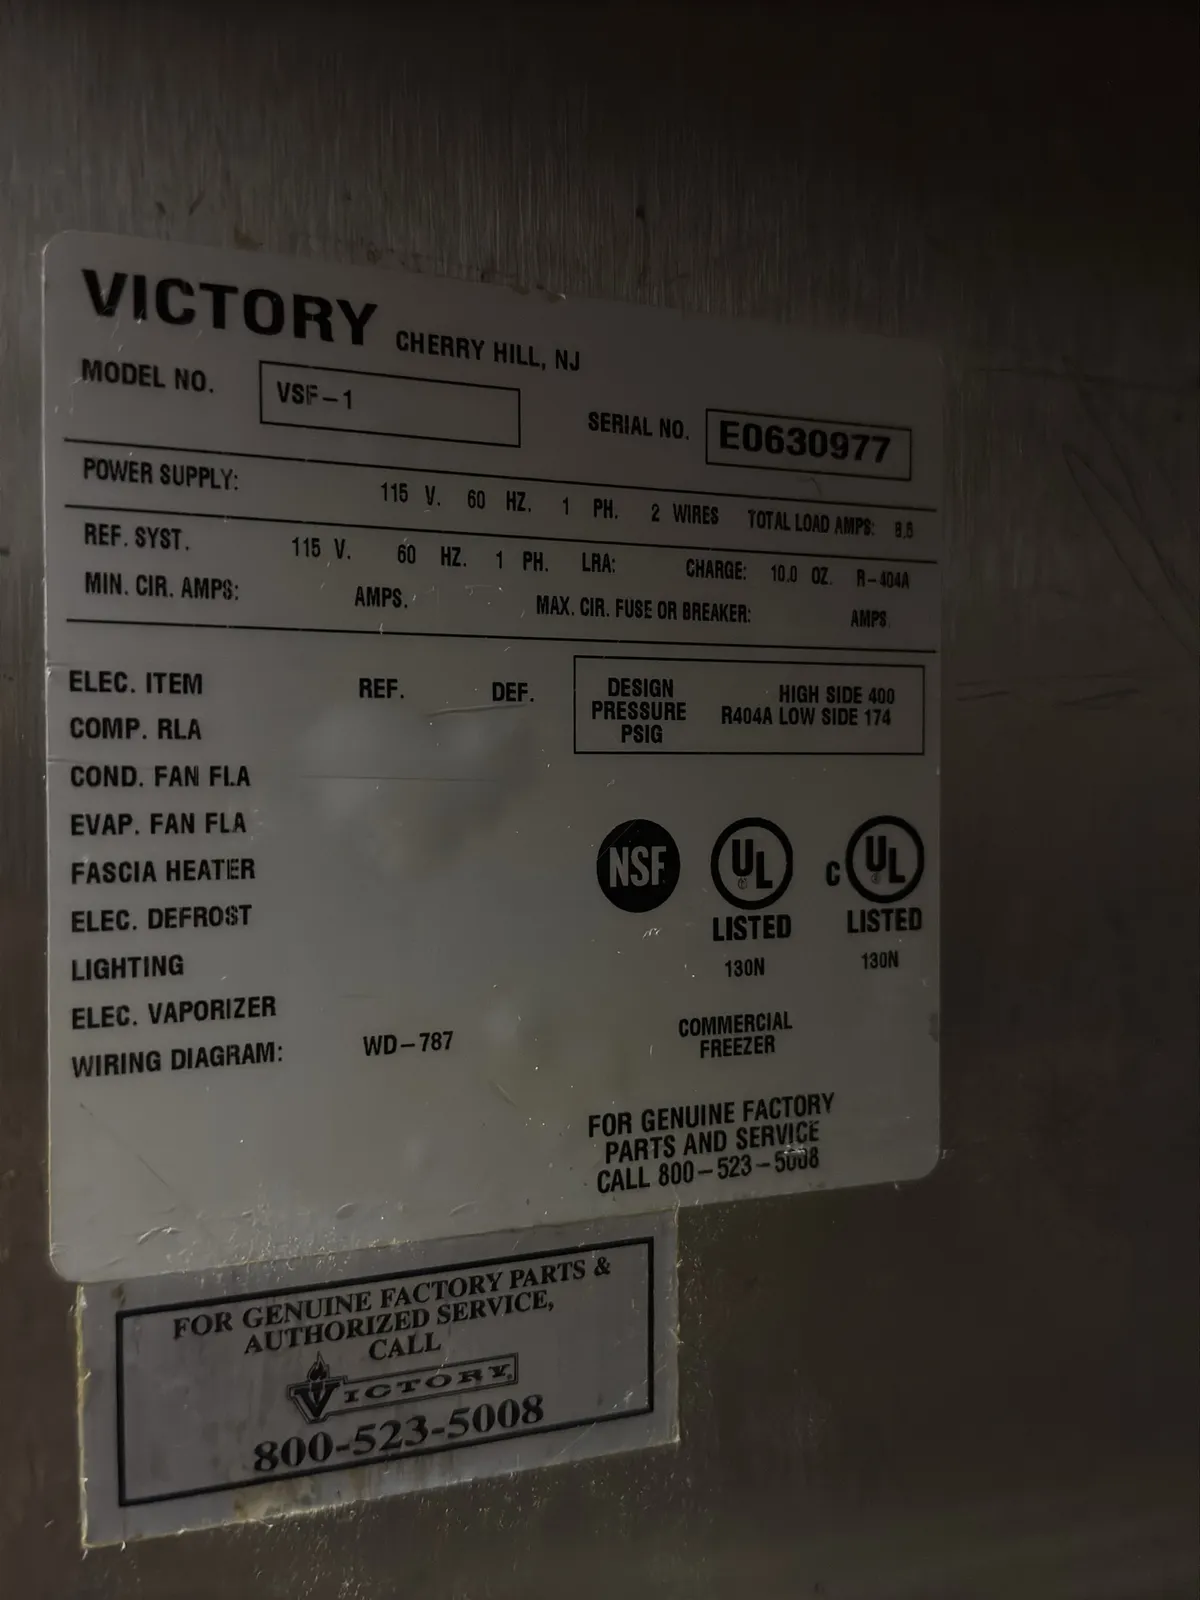 VICTORY CHERRY HILL, NJ
MODEL NO. VSF-1
SERIAL NO. E0630977
POWER SUPPLY: 115 V. 60 HZ. 1 PH. 2 WIRES TOTAL LOAD AMPS:
REF. SYST. 115 V. 60 HZ. 1 PH. LRA: CHARGE: 10.0 OZ. R-404A
MIN. CIR. AMPS: AMPS. MAX. CIR. FUSE OR BREAKER: AMPS
ELEC. ITEM REF. DEF.
COMP. RLA
COND. FAN FLA
EVAP. FAN FLA
FASCIA HEATER
ELEC. DEFROST
LIGHTING
ELEC. VAPORIZER
WIRING DIAGRAM: WD-787
DESIGN
PRESSURE
PSIG
HIGH SIDE 400
R404A LOW SIDE 174
NSF
UL
LISTED
130N
C UL
LISTED
130N
COMMERCIAL
FREEZER
FOR GENUINE FACTORY
PARTS AND SERVICE
CALL 800-523-5008
FOR GENUINE FACTORY PARTS &
AUTHORIZED SERVICE,
CALL
VICTORY
800-523-5008